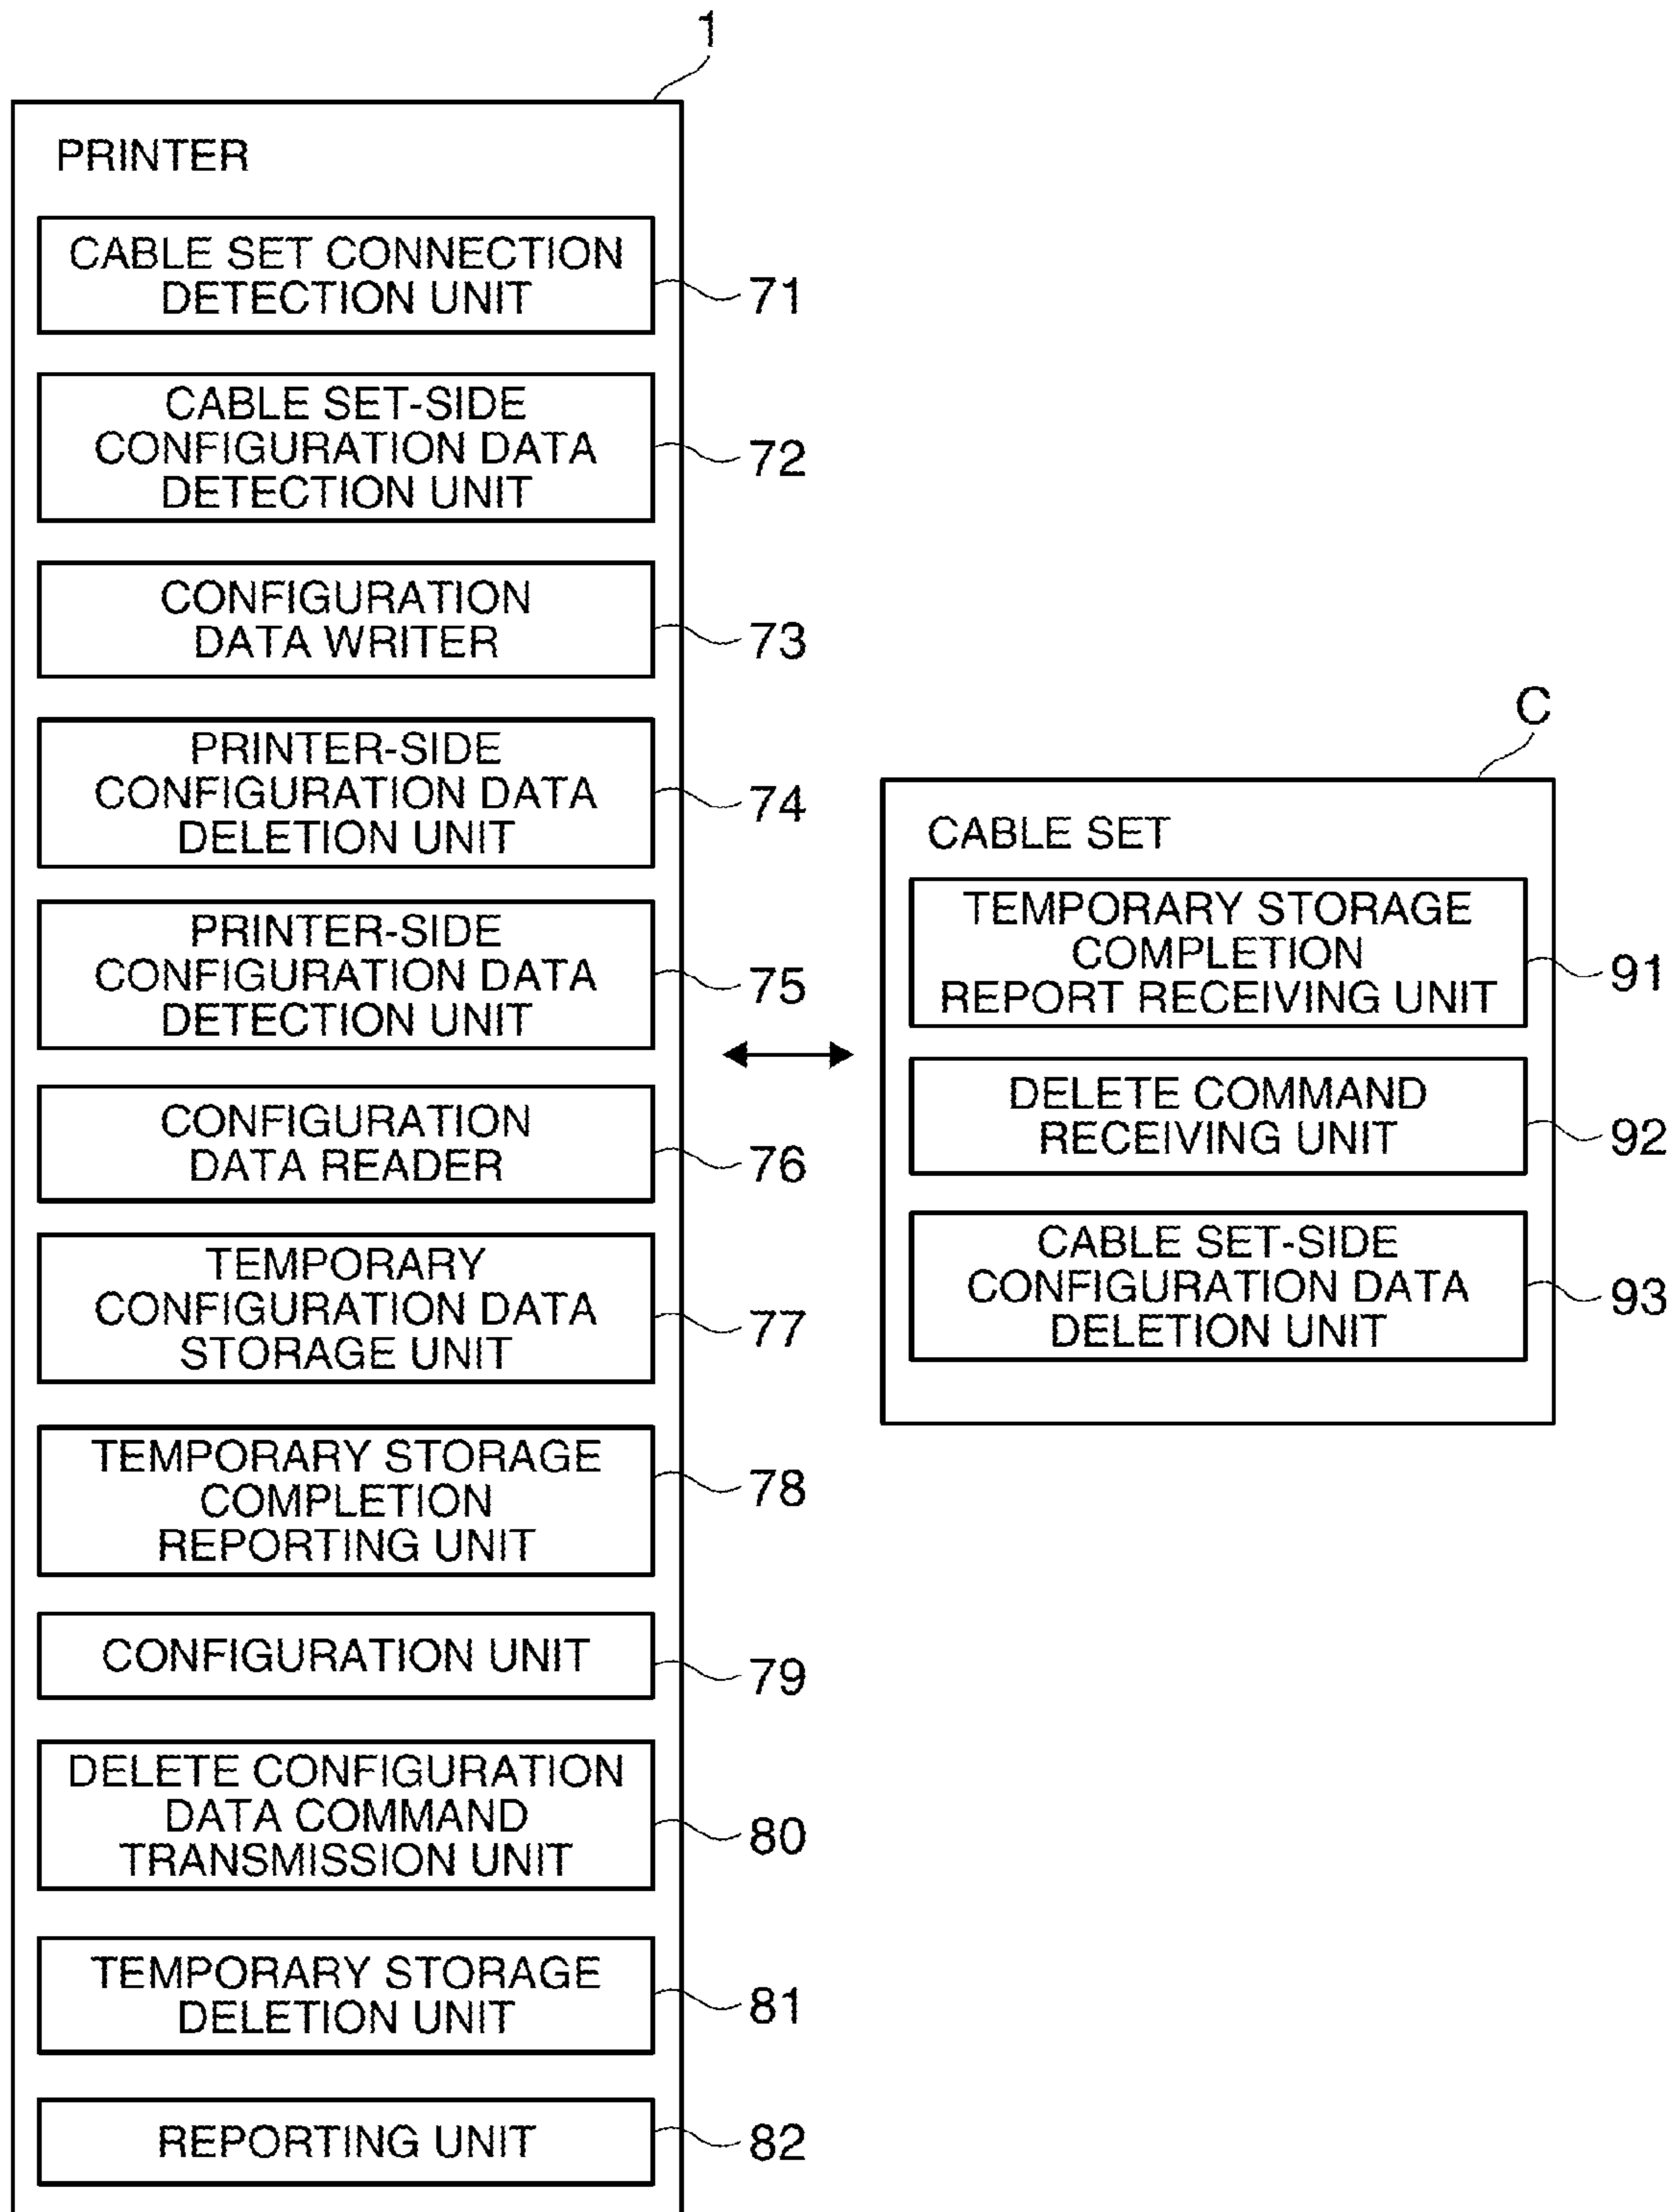 1
PRINTER
CABLE SET CONNECTION
DETECTION UNIT
71
CABLE SET-SIDE
CONFIGURATION DATA
DETECTION UNIT
72
CONFIGURATION
DATA WRITER
73
PRINTER-SIDE
CONFIGURATION DATA
DELETION UNIT
74
PRINTER-SIDE
CONFIGURATION DATA
DETECTION UNIT
75
CONFIGURATION
DATA READER
76
TEMPORARY
CONFIGURATION DATA
STORAGE UNIT
77
TEMPORARY STORAGE
COMPLETION
REPORTING UNIT
78
CONFIGURATION UNIT
79
DELETE CONFIGURATION
DATA COMMAND
TRANSMISSION UNIT
80
TEMPORARY STORAGE
DELETION UNIT
81
REPORTING UNIT
82
C
CABLE SET
TEMPORARY STORAGE
COMPLETION
REPORT RECEIVING UNIT
91
DELETE COMMAND
RECEIVING UNIT
92
CABLE SET-SIDE
CONFIGURATION DATA
DELETION UNIT
93